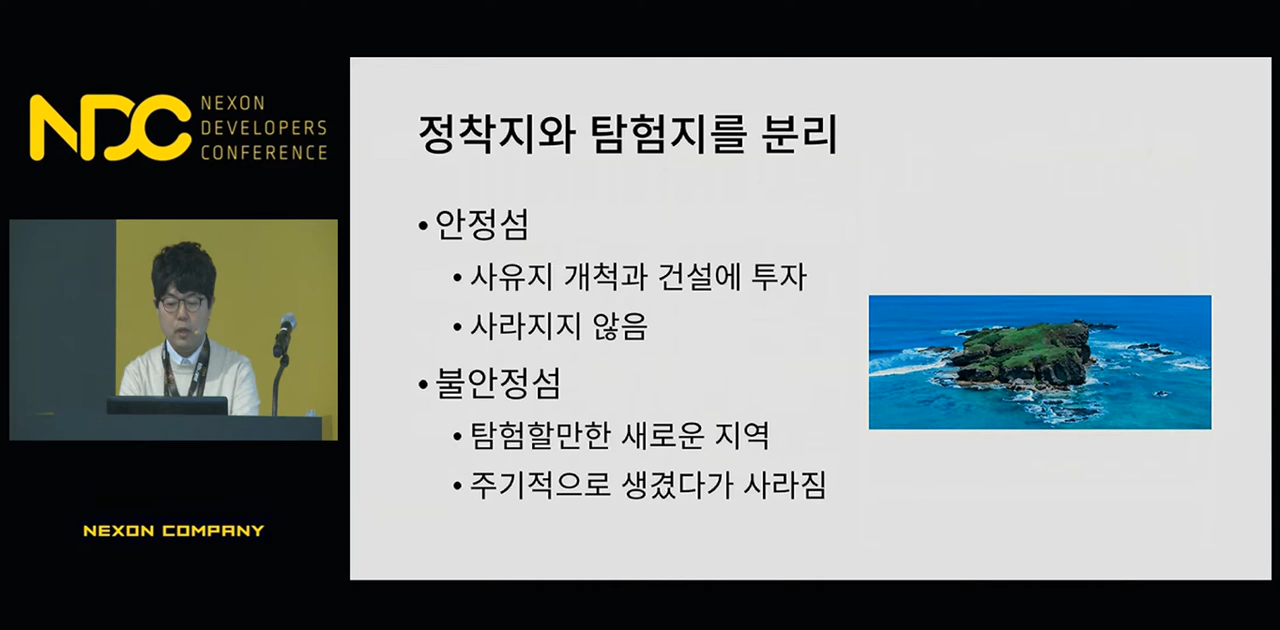 NDC
NEXON
DEVELOPERS
CONFERENCE
정착지와 탐험지를 분리
• 안정섬
• 사유지 개척과 건설에 투자
• 사라지지 않음
• 불안정섬
• 탐험할만한 새로운 지역
• 주기적으로 생겼다가 사라짐
NEXON COMPANY